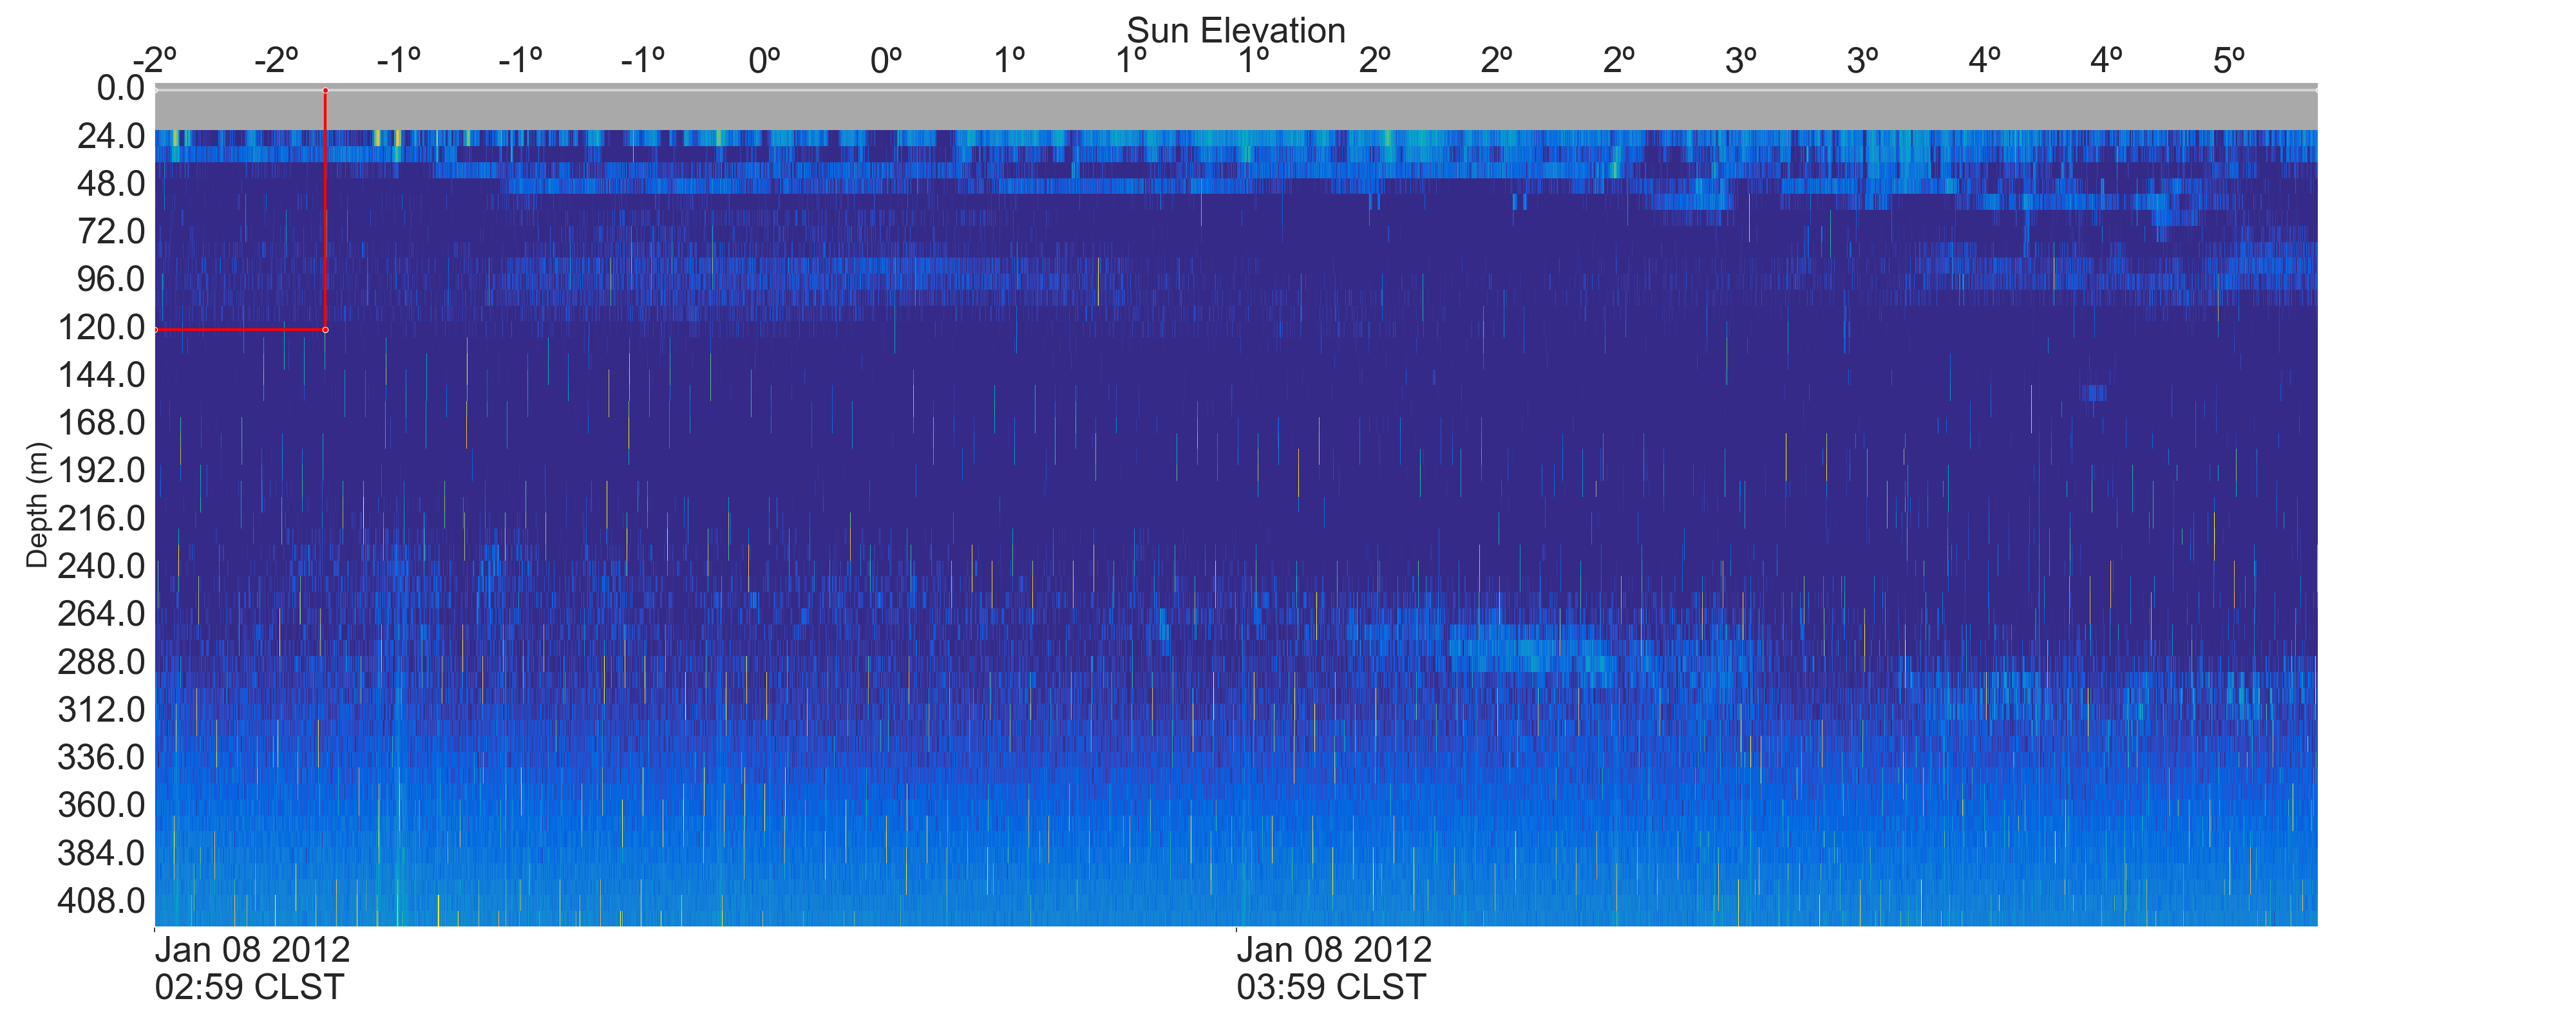 Sun Elevation
-2º -2º -1º -1º -1º 0º 0º 1º 1º 1º 2º 2º 2º 3º 3º 4º 4º 5º
0.0
24.0
48.0
72.0
96.0
120.0
144.0
168.0
192.0
216.0
240.0
264.0
288.0
312.0
336.0
360.0
384.0
408.0
Depth (m)
Jan 08 2012
02:59 CLST
Jan 08 2012
03:59 CLST